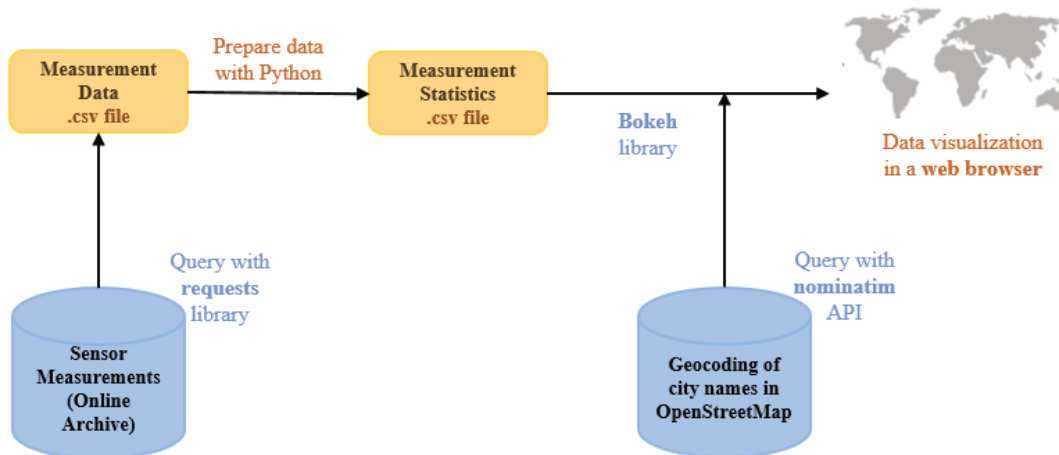 Measurement
Data
.csv file
Prepare data
with Python
Measurement
Statistics
.csv file
Bokeh
library
Data visualization
in a web browser
Query with
requests
library
Sensor
Measurements
(Online
Archive)
Query with
nominatim
API
Geocoding of
city names in
OpenStreetMap